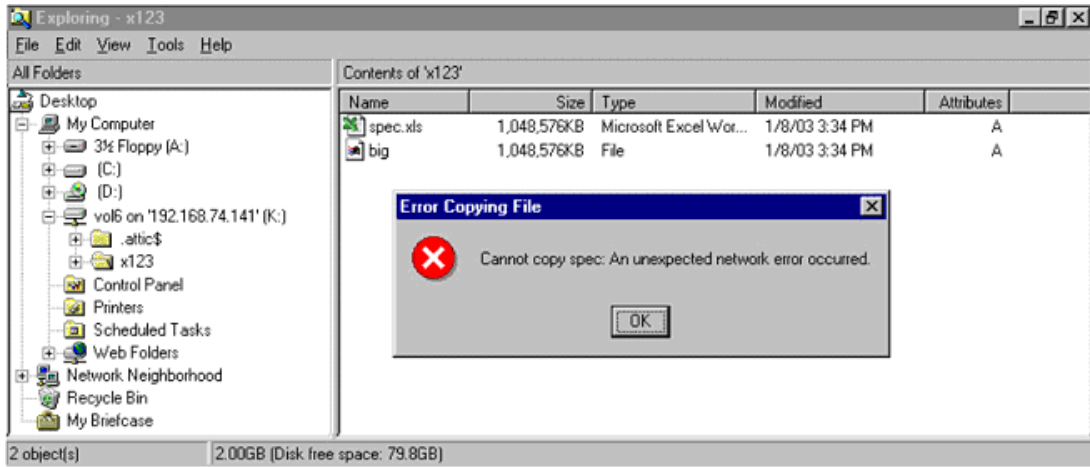 Exploring - x123
File Edit View Tools Help
All Folders
Contents of 'x123'
Desktop
My Computer
3½ Floppy (A:)
(C:)
(D:)
vol6 on '192.168.74.141' (K:)
.attic$
x123
Control Panel
Printers
Scheduled Tasks
Web Folders
Network Neighborhood
Recycle Bin
My Briefcase
Name Size Type Modified Attributes
spec.xls 1,048,576KB Microsoft Excel Wor... 1/8/03 3:34 PM A
big 1,048,576KB File 1/8/03 3:34 PM A
Error Copying File
Cannot copy spec: An unexpected network error occurred.
OK
2 object(s) 2.00GB (Disk free space: 79.8GB)